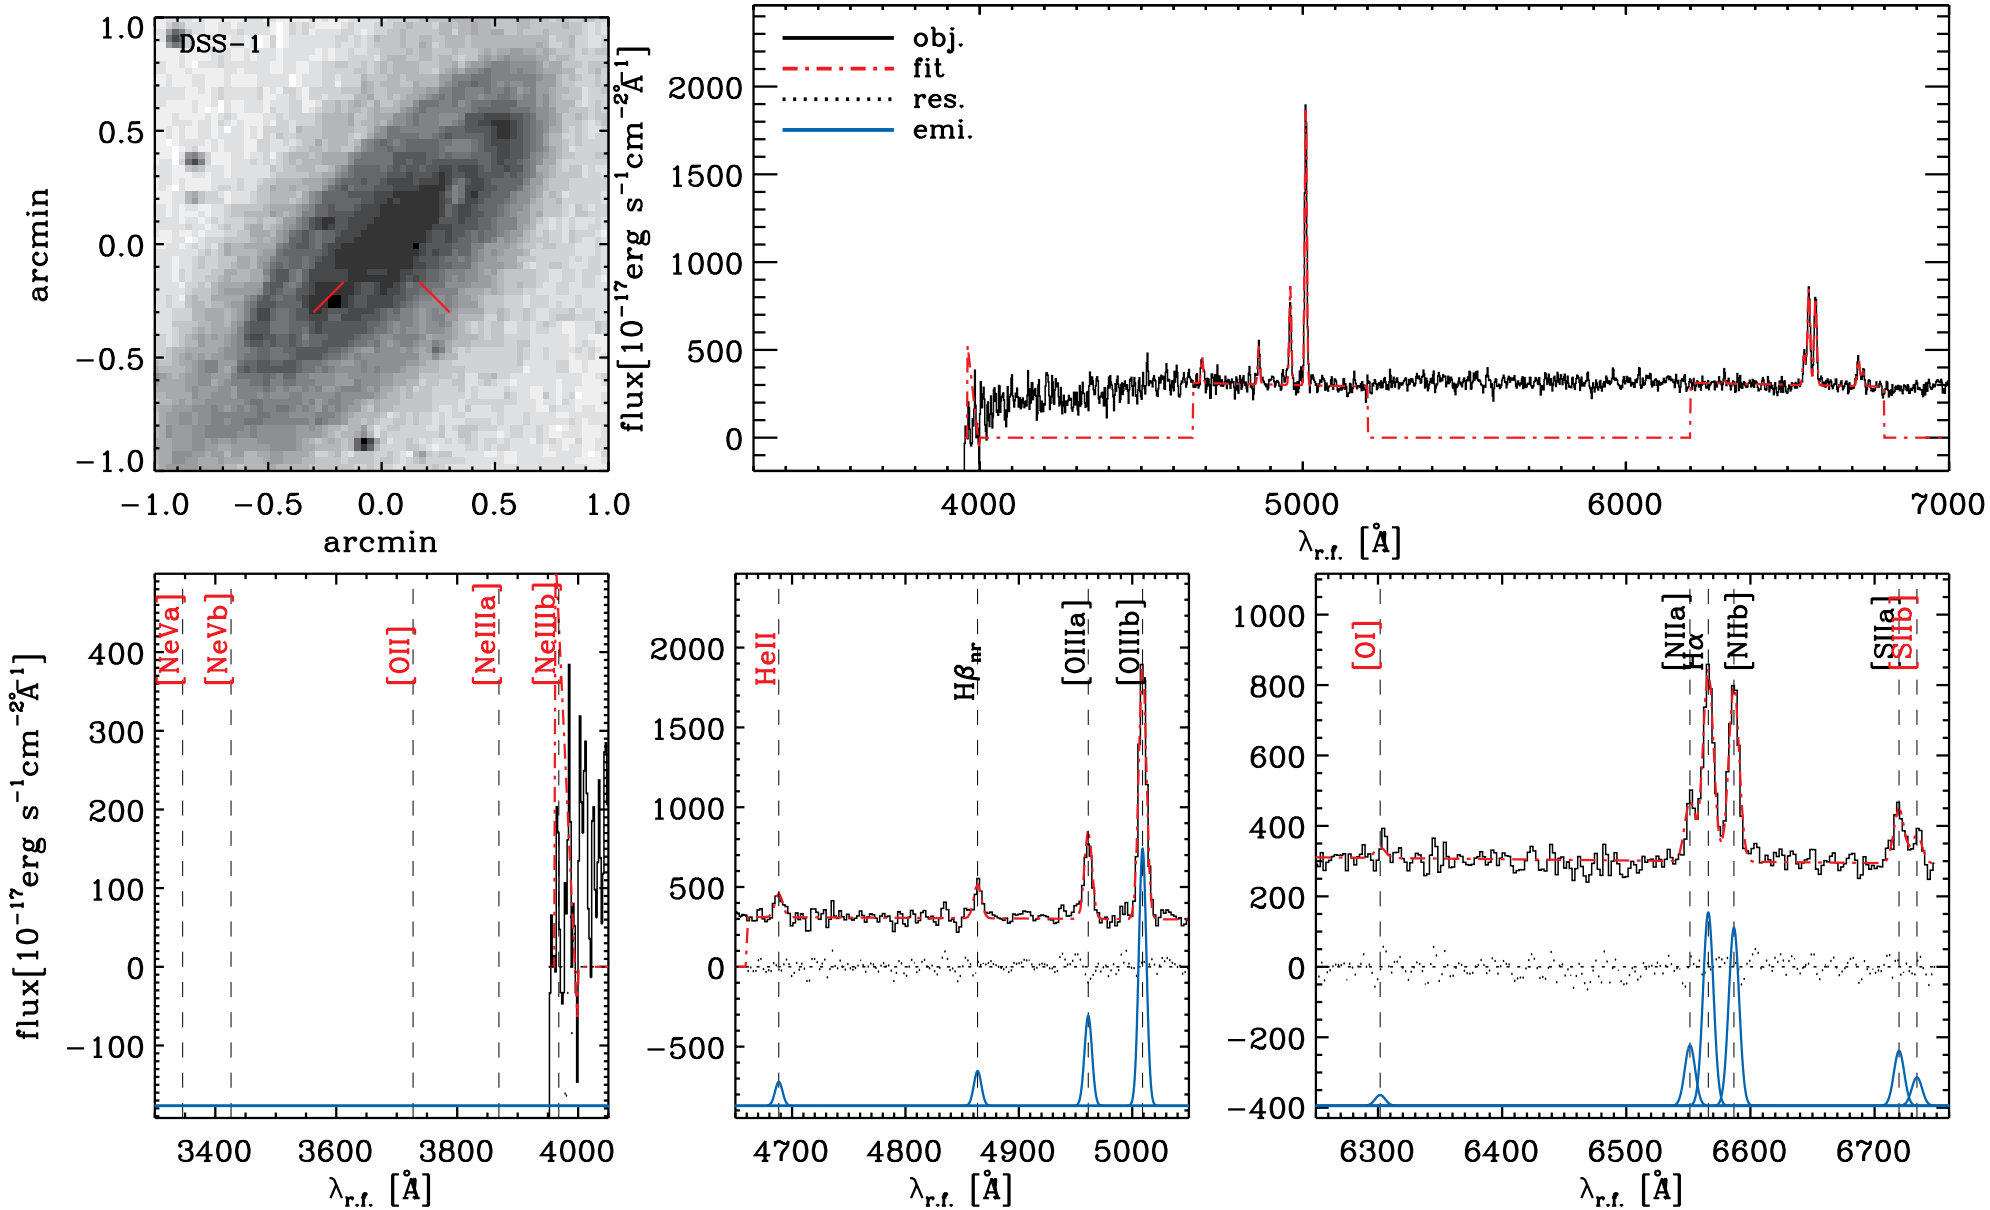 DSS-1
1.0
0.5
0.0
-0.5
-1.0
arcmin
-1.0 -0.5 0.0 0.5 1.0
arcmin
obj.
fit
res.
emi.
2000
1500
1000
500
0
flux[10⁻¹⁷erg s⁻¹cm⁻²Å⁻¹]
4000 5000 6000 7000
λr.f. [Å]
[NeVa]
[NeVb]
[OII]
[NeIIIa]
[NeIIIb]
400
300
200
100
0
-100
flux[10⁻¹⁷erg s⁻¹cm⁻²Å⁻¹]
3400 3600 3800 4000
λr.f. [Å]
HeII
Hβnr
[OIIIa]
[OIIIb]
2000
1500
1000
500
0
-500
4700 4800 4900 5000
λr.f. [Å]
[OI]
[NIIa]
Hα
[NIIb]
[SIIa]
[SIIb]
1000
800
600
400
200
0
-200
-400
6300 6400 6500 6600 6700
λr.f. [Å]